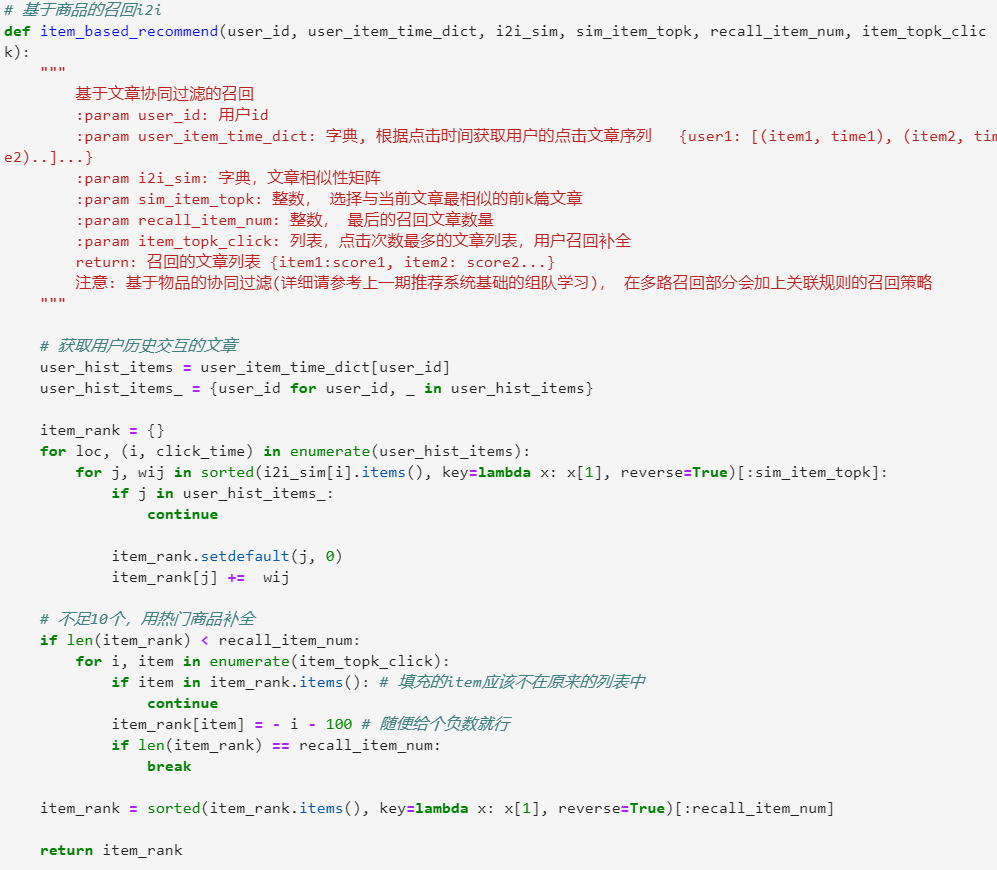 # 基于商品的召回i2i
def item_based_recommend(user_id, user_item_time_dict, i2i_sim, sim_item_topk, recall_item_num, item_topk_clic
k):
    """
        基于文章协同过滤的召回
        :param user_id: 用户id
        :param user_item_time_dict: 字典, 根据点击时间获取用户的点击文章序列   {user1: [(item1, time1), (item2, tim
e2)..]...}
        :param i2i_sim: 字典, 文章相似性矩阵
        :param sim_item_topk: 整数, 选择与当前文章最相似的前k篇文章
        :param recall_item_num: 整数, 最后的召回文章数量
        :param item_topk_click: 列表, 点击次数最多的文章列表, 用户召回补全
        return: 召回的文章列表 {item1:score1, item2: score2...}
        注意: 基于物品的协同过滤(详细请参考上一期推荐系统基础的组队学习), 在多路召回部分会加上关联规则的召回策略
    """
    # 获取用户历史交互的文章
    user_hist_items = user_item_time_dict[user_id]
    user_hist_items_ = {user_id for user_id, _ in user_hist_items}
    item_rank = {}
    for loc, (i, click_time) in enumerate(user_hist_items):
        for j, wij in sorted(i2i_sim[i].items(), key=lambda x: x[1], reverse=True)[:sim_item_topk]:
            if j in user_hist_items_:
                continue
            item_rank.setdefault(j, 0)
            item_rank[j] +=  wij
    # 不足10个, 用热门商品补全
    if len(item_rank) < recall_item_num:
        for i, item in enumerate(item_topk_click):
            if item in item_rank.items(): # 填充的item应该不在原来的列表中
                continue
            item_rank[item] = - i - 100 # 随便给个负数就行
            if len(item_rank) == recall_item_num:
                break
    item_rank = sorted(item_rank.items(), key=lambda x: x[1], reverse=True)[:recall_item_num]
    return item_rank